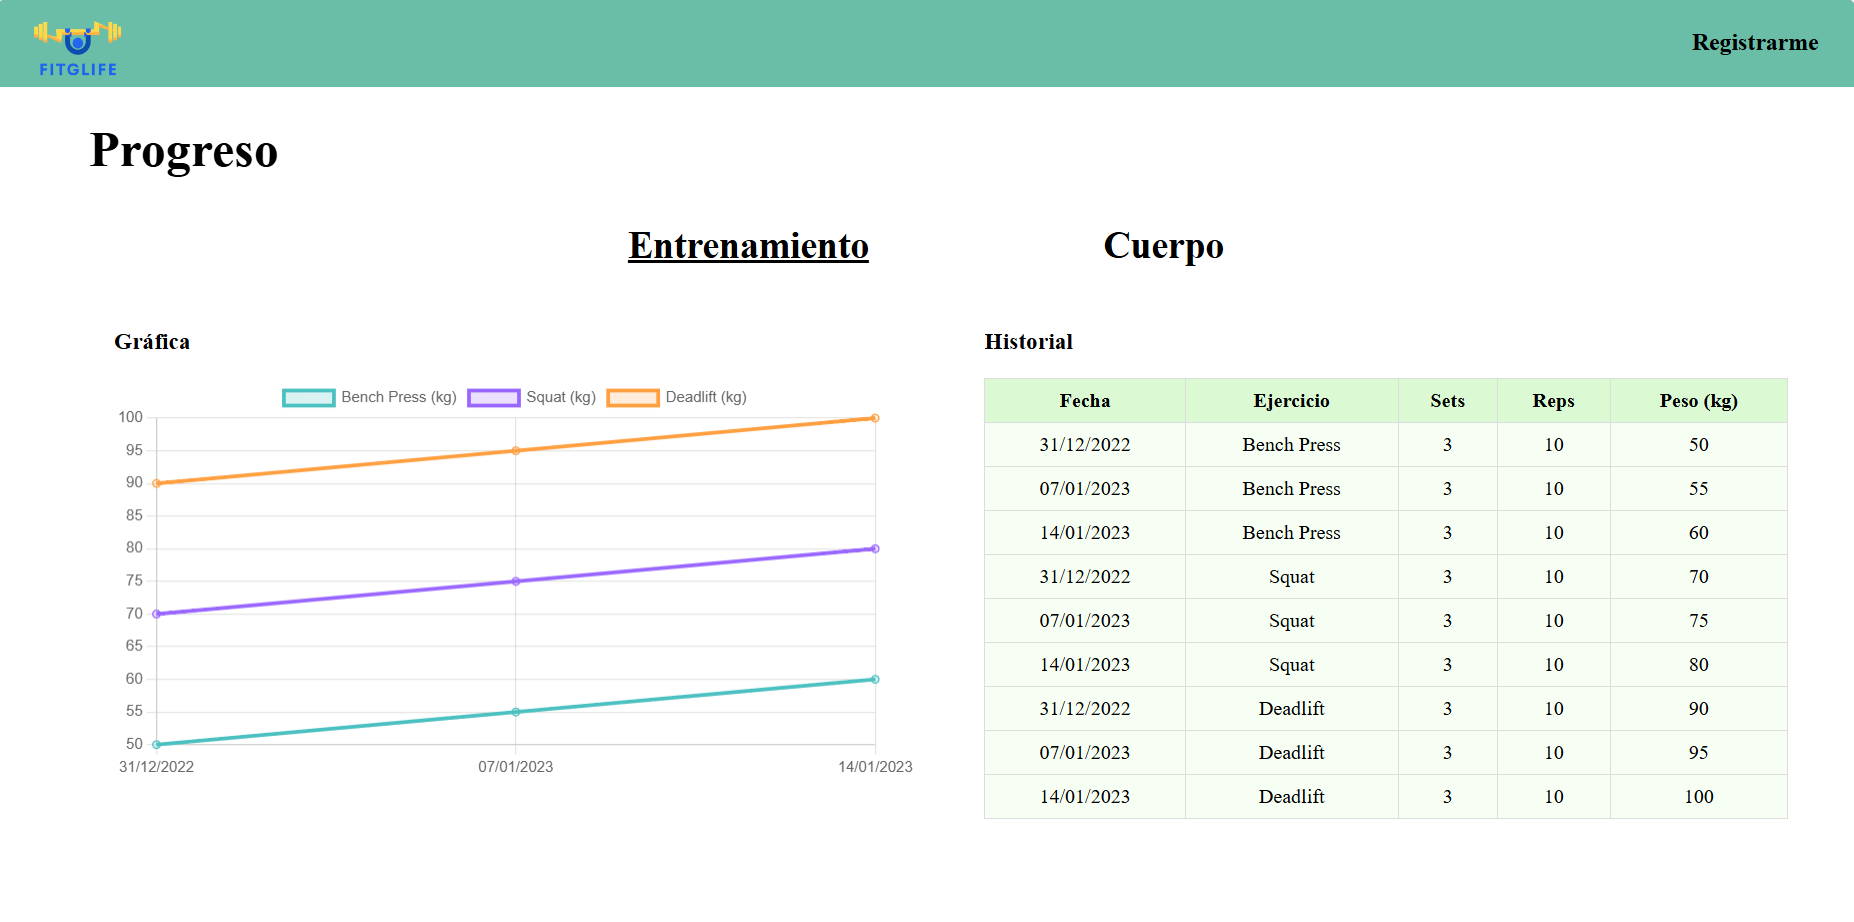 FITGLIFE
Registrarme
Progreso
Entrenamiento Cuerpo
Gráfica
Bench Press (kg) Squat (kg) Deadlift (kg)
100
95
90
85
80
75
70
65
60
55
50
31/12/2022 07/01/2023 14/01/2023
Historial
Fecha Ejercicio Sets Reps Peso (kg)
31/12/2022 Bench Press 3 10 50
07/01/2023 Bench Press 3 10 55
14/01/2023 Bench Press 3 10 60
31/12/2022 Squat 3 10 70
07/01/2023 Squat 3 10 75
14/01/2023 Squat 3 10 80
31/12/2022 Deadlift 3 10 90
07/01/2023 Deadlift 3 10 95
14/01/2023 Deadlift 3 10 100